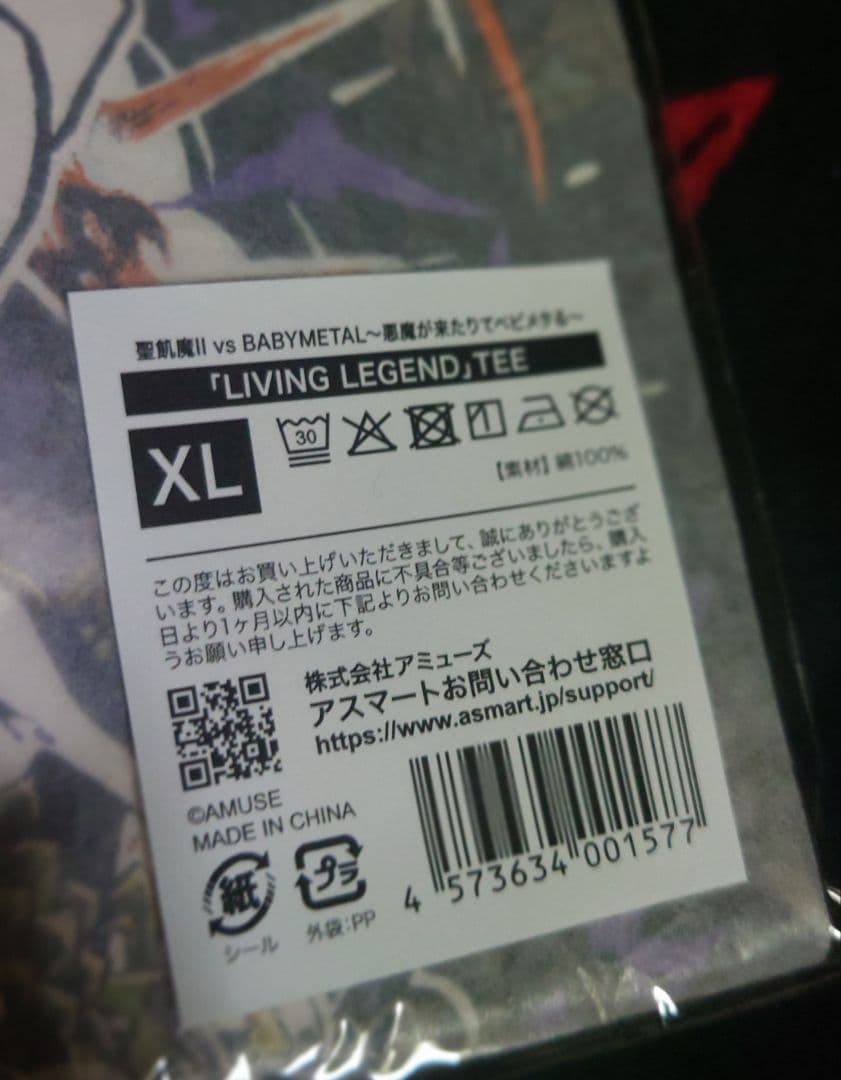 聖飢魔II vs BABYMETAL～悪魔が来たりてベビメタる～
「LIVING LEGEND」TEE
XL
30
【素材】綿100%
この度はお買い上げいただきまして、誠にありがとうござ
います。購入された商品に不具合等ございましたら、購入
日より1ヶ月以内に下記よりお問い合わせくださいますよ
うお願い申し上げます。
株式会社アミューズ
アスマートお問い合わせ窓口
https://www.asmart.jp/support/
©AMUSE
MADE IN CHINA
紙
シール
プラ
外袋:PP
4 573634 001577